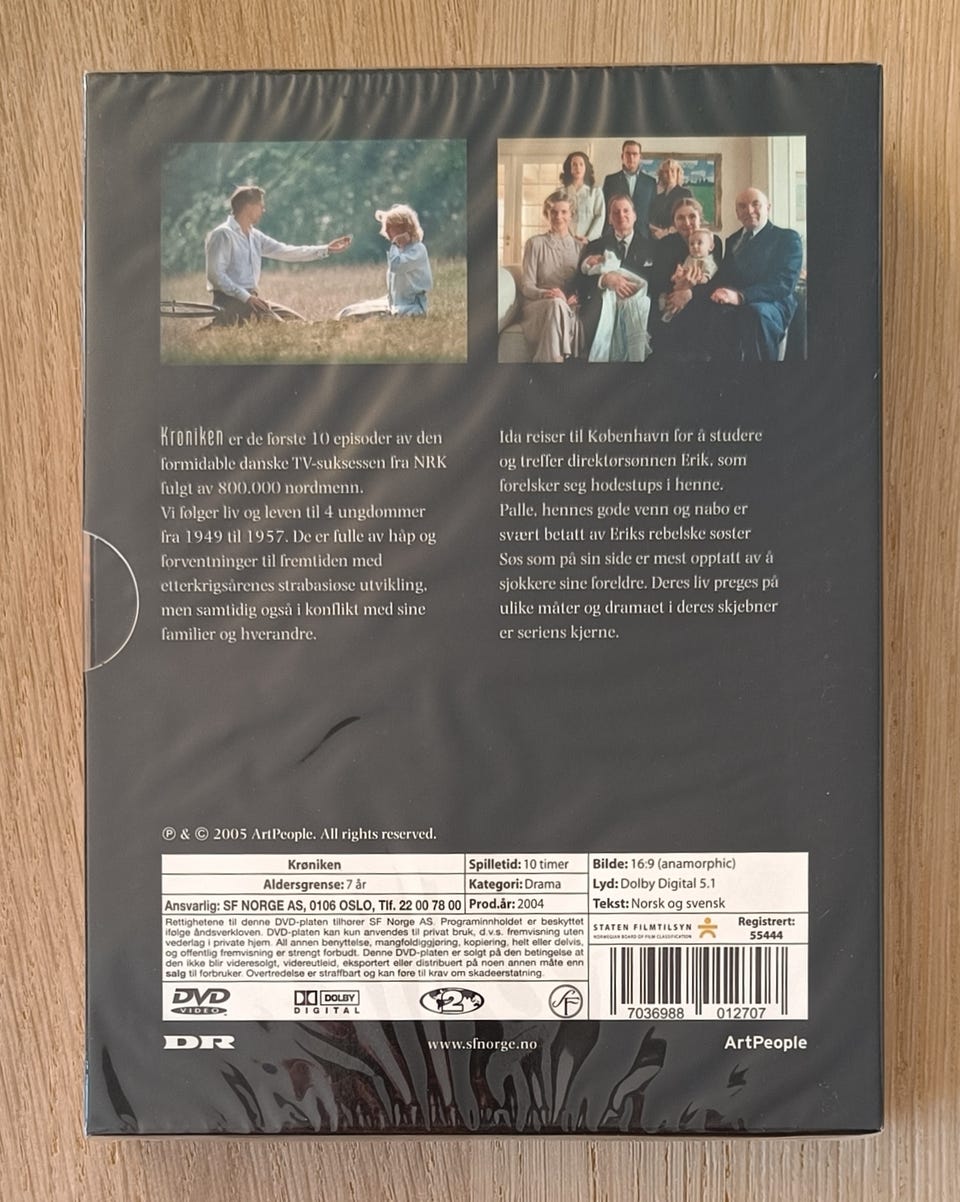 Krøniken er de første 10 episoder av den
formidable danske TV-suksessen fra NRK
fulgt av 800.000 nordmenn.
Vi følger liv og leven til 4 ungdommer
fra 1949 til 1957. De er fulle av håp og
forventninger til fremtiden med
etterkrigsårenes strabasiøse utvikling,
men samtidig også i konflikt med sine
familier og hverandre.
Ida reiser til København for å studere
og treffer direktørsønnen Erik, som
forelsker seg hodestups i henne.
Palle, hennes gode venn og nabo er
svært betatt av Eriks rebelske søster
Søs som på sin side er mest opptatt av å
sjokkere sine foreldre. Deres liv preges på
ulike måter og dramaet i deres skjebner
er seriens kjerne.
℗ & © 2005 ArtPeople. All rights reserved.
Krøniken
Aldersgrense: 7 år
Ansvarlig: SF NORGE AS, 0106 OSLO, Tlf. 22 00 78 00
Spilletid: 10 timer
Kategori: Drama
Prod.år: 2004
Bilde: 16:9 (anamorphic)
Lyd: Dolby Digital 5.1
Tekst: Norsk og svensk
Rettighetene til denne DVD-platen tilhører SF Norge AS. Programinnholdet er beskyttet
ifølge åndsverkloven. DVD-platen kan kun anvendes til privat bruk, d.v.s. fremvisning uten
vederlag i private hjem. All annen benyttelse, mangfoldiggjøring, kopiering, helt eller delvis,
og offentlig fremvisning er strengt forbudt. Denne DVD-platen er solgt på den betingelse at
den ikke blir videresolgt, videreutleid, eksportert eller distribuert på noen annen måte enn
salg til forbruker. Overtredelse er straffbart og kan føre til krav om skadeerstatning.
STATEN FILMTILSYN
NORWEGIAN BOARD OF FILM CLASSIFICATION
Registrert:
55444
DVD
VIDEO
DOLBY
DIGITAL
2
SF
7036988 012707
DR
www.sfnorge.no
ArtPeople